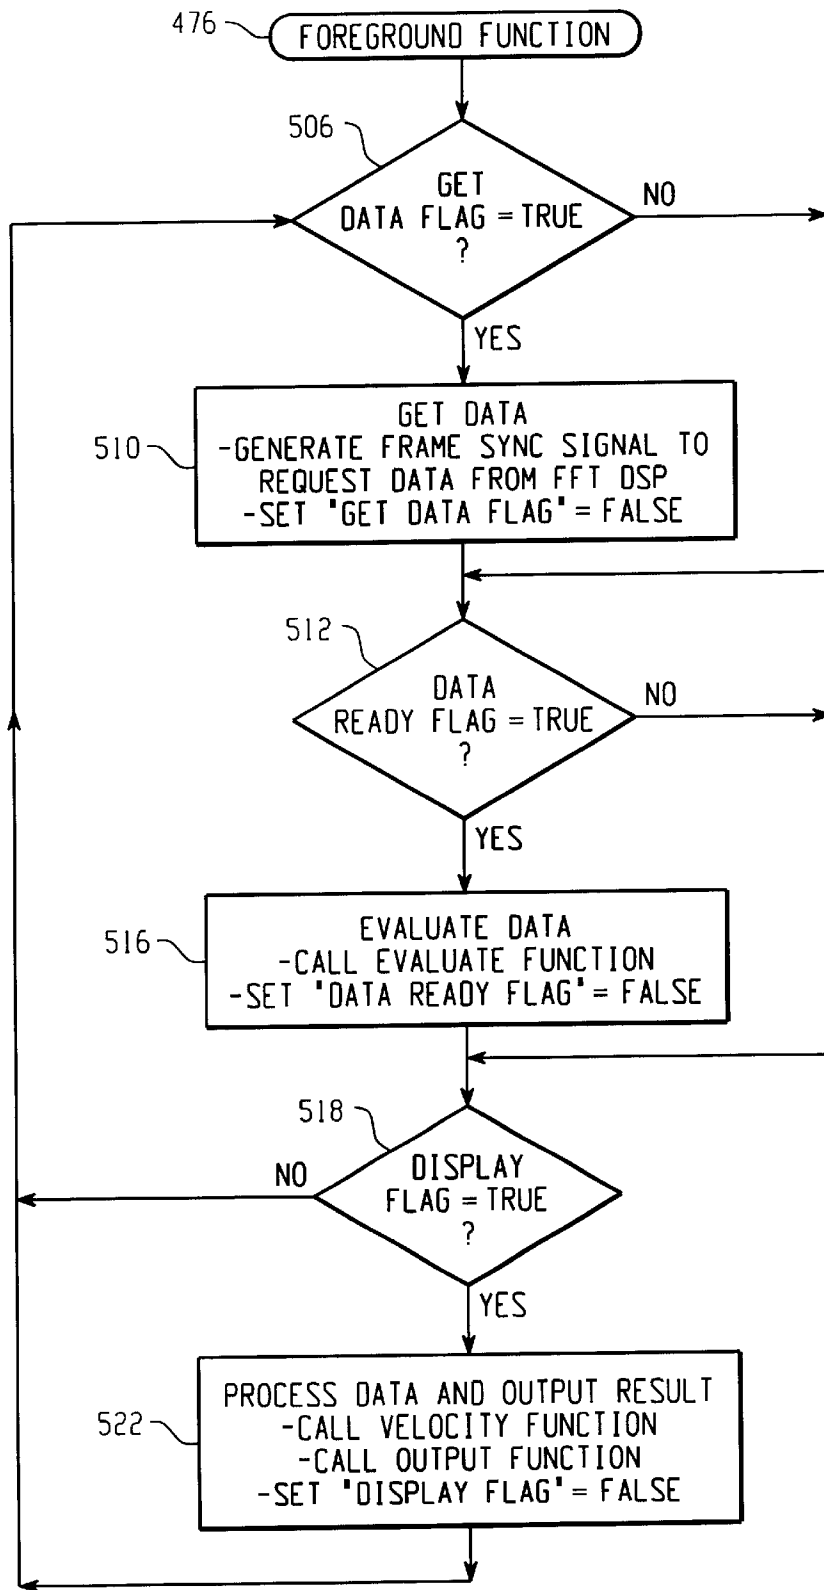 476
FOREGROUND FUNCTION
506
GET
DATA FLAG = TRUE
?
NO
YES
510
GET DATA
-GENERATE FRAME SYNC SIGNAL TO
REQUEST DATA FROM FFT DSP
-SET "GET DATA FLAG" = FALSE
512
DATA
READY FLAG = TRUE
?
NO
YES
516
EVALUATE DATA
-CALL EVALUATE FUNCTION
-SET "DATA READY FLAG" = FALSE
518
DISPLAY
FLAG = TRUE
?
NO
YES
522
PROCESS DATA AND OUTPUT RESULT
-CALL VELOCITY FUNCTION
-CALL OUTPUT FUNCTION
-SET "DISPLAY FLAG" = FALSE